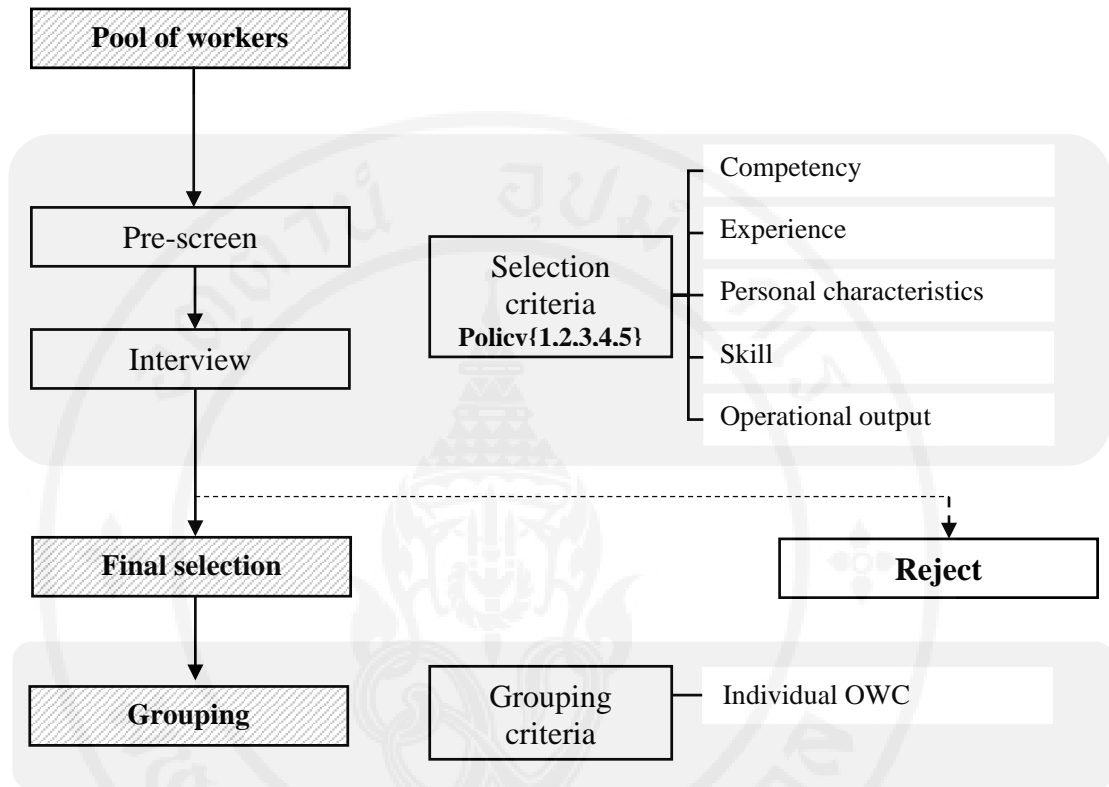 Pool of workers
Pre-screen
Interview
Selection
criteria
Policy{1,2,3,4,5}
Competency
Experience
Personal characteristics
Skill
Operational output
Final selection
Reject
Grouping
Grouping
criteria
Individual OWC